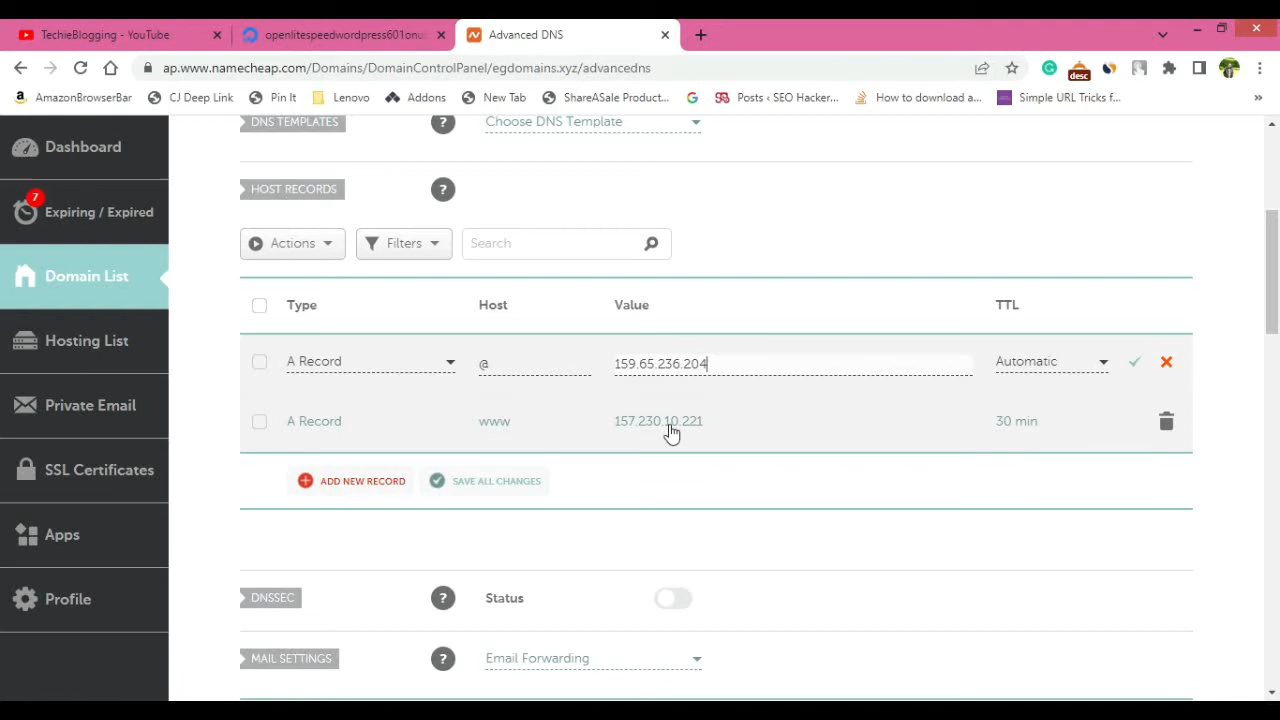 TechieBlogging - YouTube
openlitespeedwordpress601onu
Advanced DNS
ap.www.namecheap.com/Domains/DomainControlPanel/egdomains.xyz/advancedns
desc
AmazonBrowserBar
CJ Deep Link
Pin It
Lenovo
Addons
New Tab
ShareASale Product...
Posts ‹ SEO Hacker...
How to download a...
Simple URL Tricks f...
»
Dashboard
7
Expiring / Expired
Domain List
Hosting List
Private Email
SSL Certificates
Apps
Profile
DNS TEMPLATES
?
Choose DNS Template
HOST RECORDS
?
Actions
Filters
Search
Type Host Value TTL
A Record @ 159.65.236.204 Automatic
A Record www 157.230.10.221 30 min
ADD NEW RECORD
SAVE ALL CHANGES
DNSSEC
?
Status
MAIL SETTINGS
?
Email Forwarding